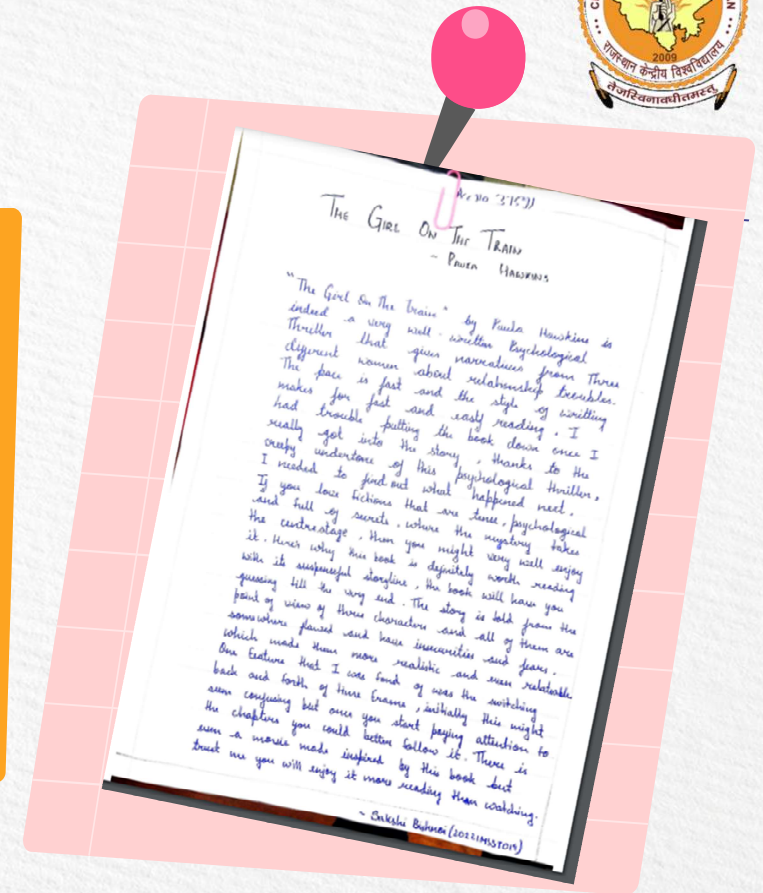 2009
राजस्थान केन्द्रीय विश्वविद्यालय
तेजस्विनावधीतमस्तु
THE GIRL ON THE TRAIN
- PAULA HAWKINS
"The Girl On The Train" by Paula Hawkins is
indeed a very well-written Psychological
Thriller that gives narratives from Three
different women about relationship troubles.
The pace is fast and the style of writting
makes for fast and easy reading. I
had trouble putting the book down once I
really got into the story, thanks to the
creepy undertone of this psychological thriller,
I needed to find out what happened next.
If you love fictions that are tense, psychological
and full of secrets, where the mystery takes
the centrestage, then you might very well enjoy
it. Here's why this book is definitely worth reading
with its suspenseful storyline, the book will have you
guessing till the very end. The story is told from the
point of view of three characters and all of them are
somewhere flawed and have insecurities and fears.
which made them more realistic and even relatable
One feature that I was fond of was the switching
back and forth of time frame, initially this might
seem confusing but once you start paying attention to
the chapters you could better follow it. There is
even a movie made inspired by this book but
trust me you will enjoy it more reading than watching.
~ Sakshi Bishnoi